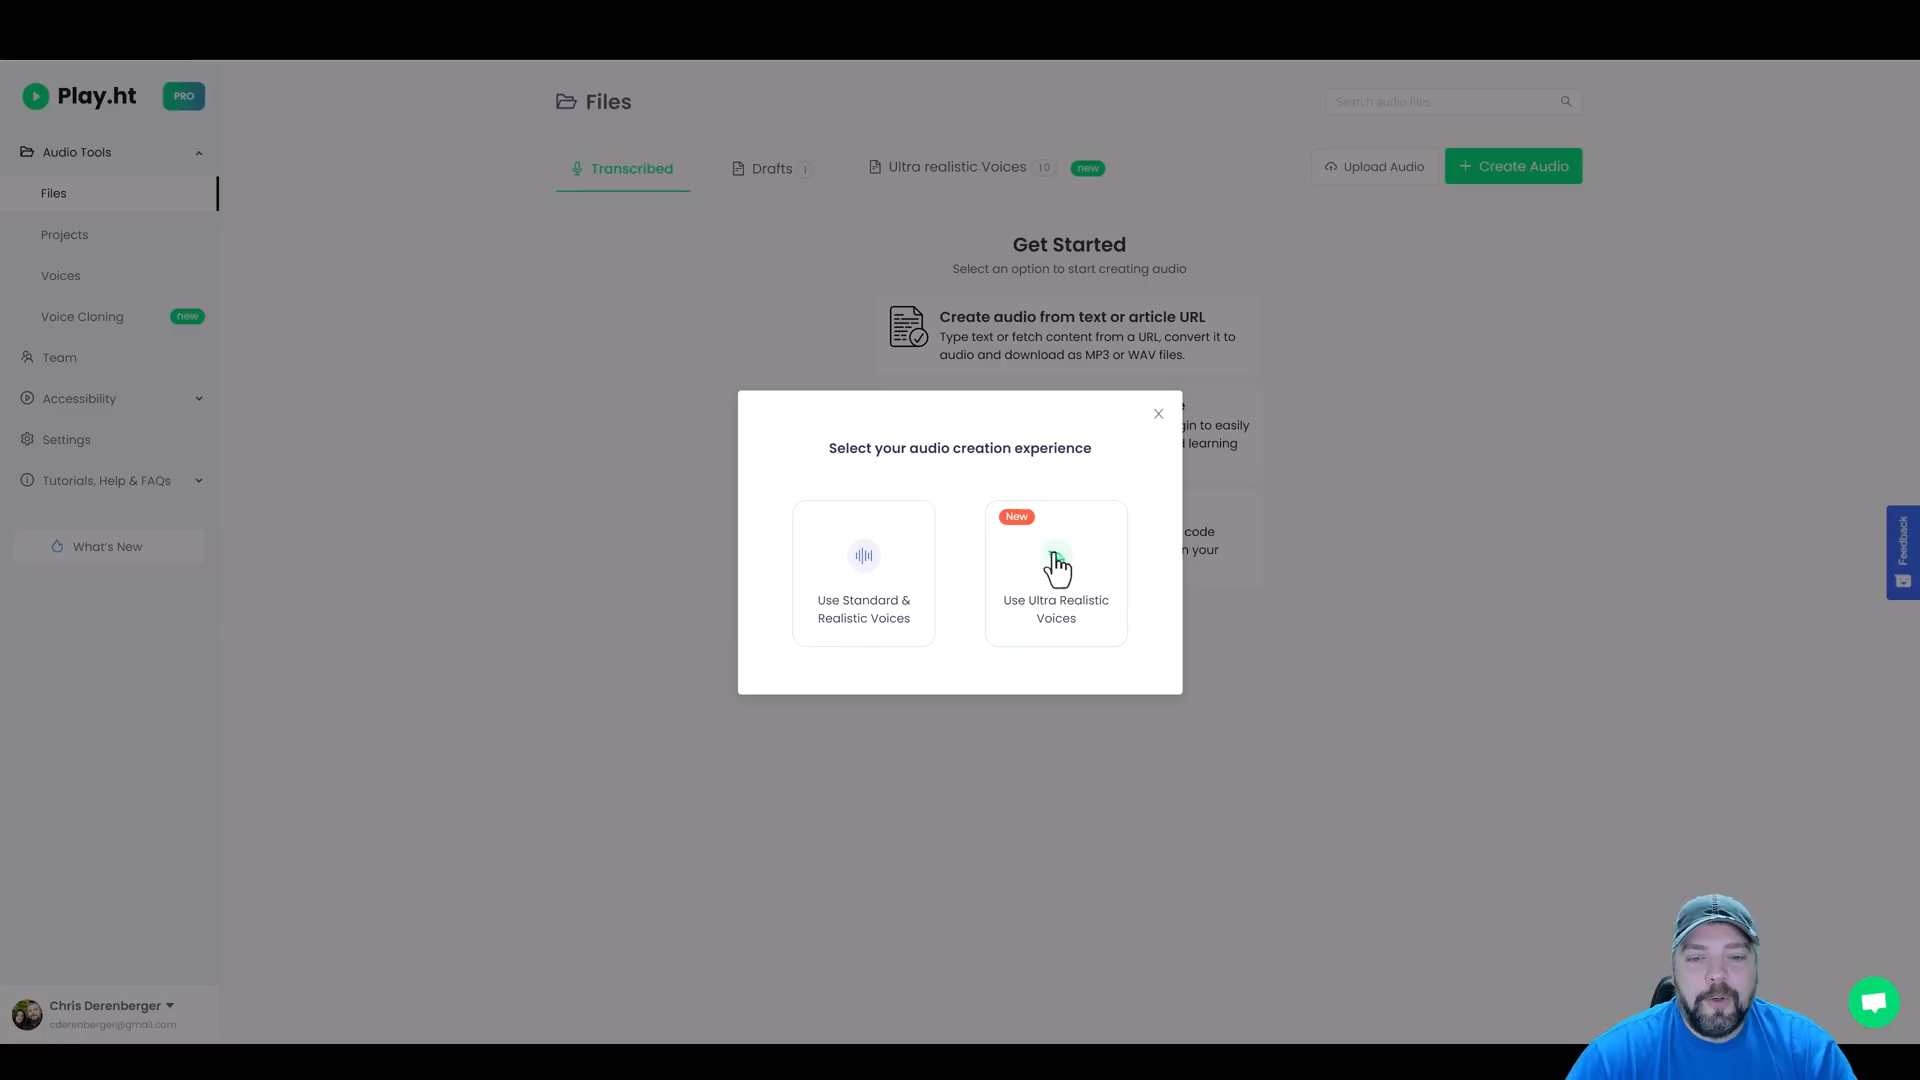 Play.ht PRO
Audio Tools
Files
Projects
Voices
Voice Cloning new
Team
Accessibility
Settings
Tutorials, Help & FAQs
What's New
Chris Derenberger
cderenberger@gmail.com
Files
Search audio files
Transcribed
Drafts 1
Ultra realistic Voices 10 new
Upload Audio
+ Create Audio
Get Started
Select an option to start creating audio
Create audio from text or article URL
Type text or fetch content from a URL, convert it to
audio and download as MP3 or WAV files.
e
gin to easily
learning
code
n your
Select your audio creation experience
Use Standard &
Realistic Voices
New
Use Ultra Realistic
Voices
Feedback